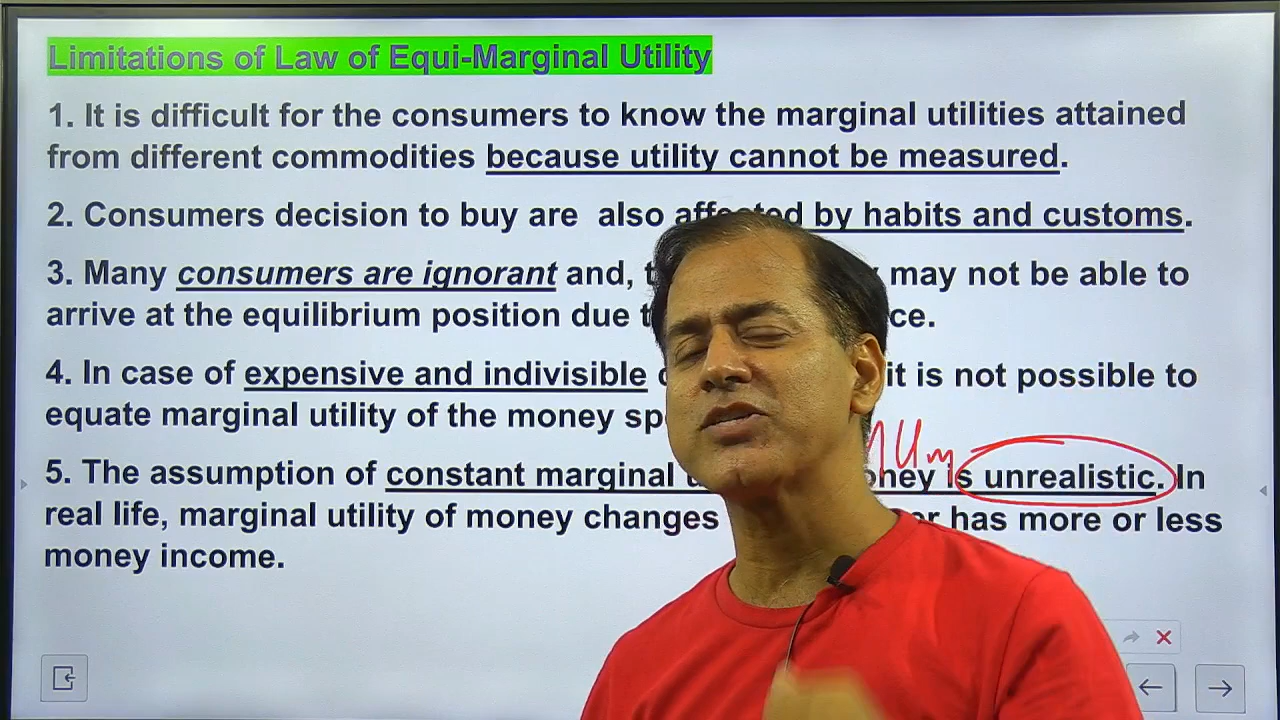 Limitations of Law of Equi-Marginal Utility
1. It is difficult for the consumers to know the marginal utilities attained
from different commodities because utility cannot be measured.
2. Consumers decision to buy are also affected by habits and customs.
3. Many consumers are ignorant and, may not be able to
arrive at the equilibrium position due
4. In case of expensive and indivisible it is not possible to
equate marginal utility of the money
MUm
5. The assumption of constant marginal money is unrealistic. In
real life, marginal utility of money changes has more or less
money income.